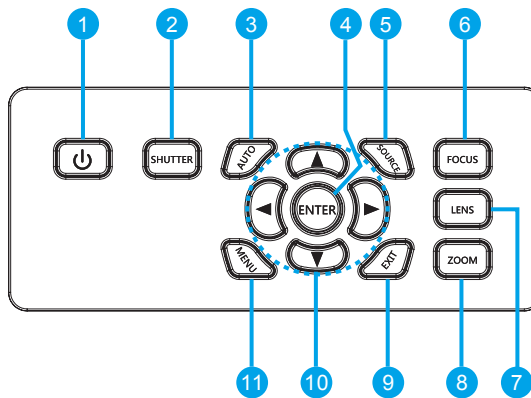 1 2 3 4 5 6
SHUTTER AUTO SOURCE FOCUS
ENTER LENS
MENU EXIT ZOOM
11 10 9 8 7